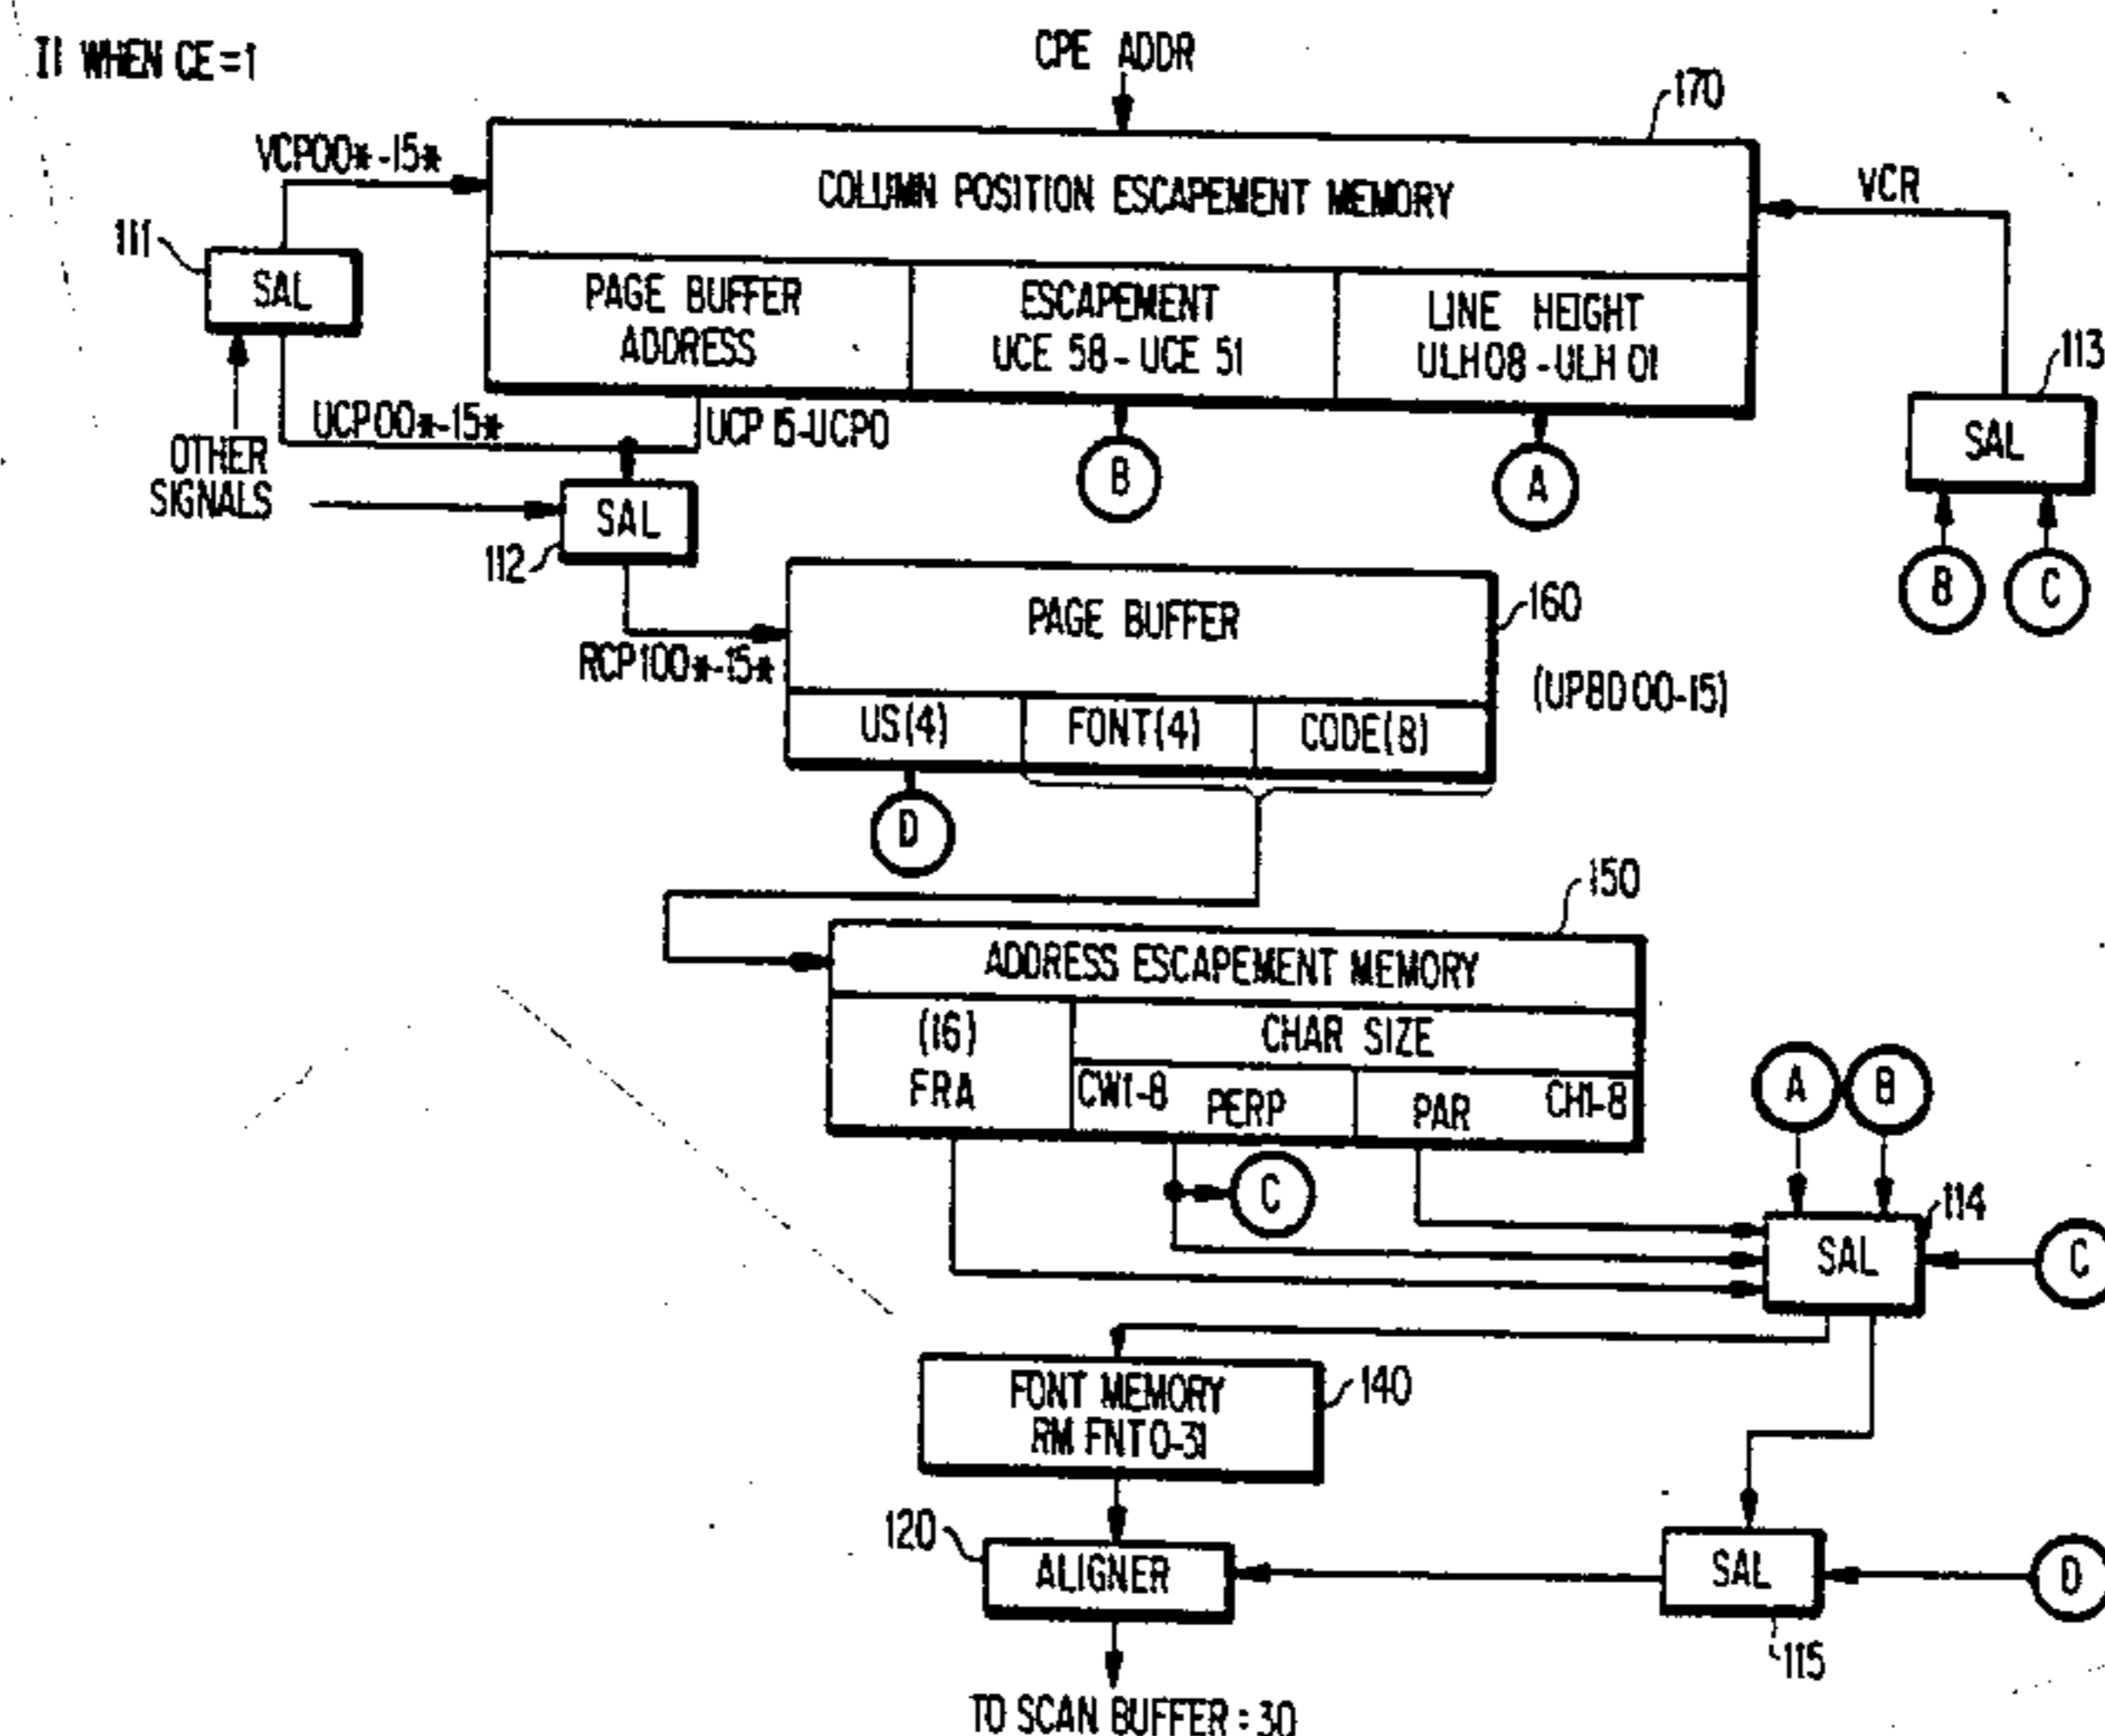 II WHEN CE=1
CPE ADDR
170
VCP00*-15*
COLUMN POSITION ESCAPEMENT MEMORY
VCR
111
SAL
PAGE BUFFER
ADDRESS
ESCAPEMENT
UCE 58 - UCE 51
LINE HEIGHT
ULH08 - ULH 01
113
SAL
UCP00*-15*
UCP 15-UCP0
OTHER
SIGNALS
B
A
SAL
112
B
C
PAGE BUFFER
160
RCP100*-15*
(UPBD 00-15)
US(4)
FONT(4)
CODE(8)
D
150
ADDRESS ESCAPEMENT MEMORY
(16)
FRA
CHAR SIZE
CW1-8
PERP
PAR
CH1-8
A
B
C
114
SAL
C
FONT MEMORY
RM FNT 0-31
140
120
ALIGNER
SAL
D
115
TO SCAN BUFFER = 30